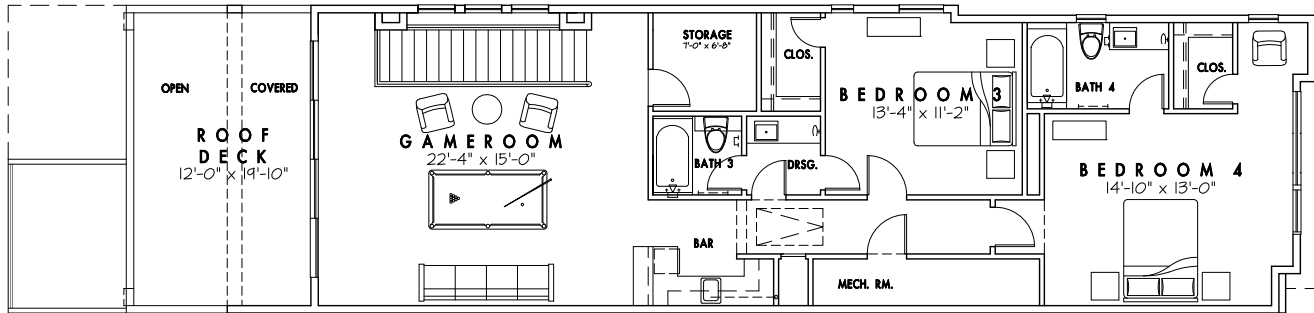 OPEN
COVERED
ROOF
DECK
12'-0" x 19'-10"
GAMEROOM
22'-4" x 15'-0"
STORAGE
7'-0" x 6'-8"
CLOS.
BATH 3
DRSG.
BAR
MECH. RM.
BEDROOM 3
13'-4" x 11'-2"
BATH 4
CLOS.
BEDROOM 4
14'-10" x 13'-0"